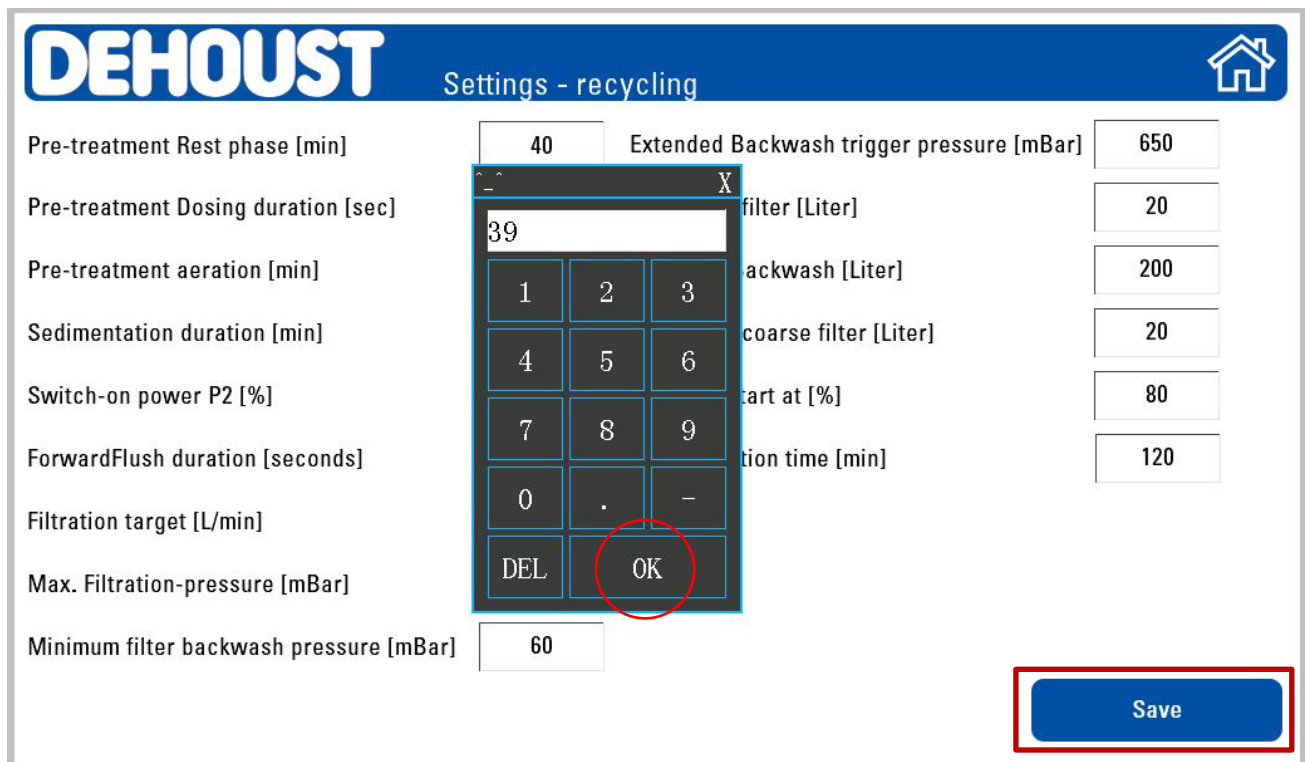 DEHOUST
Settings - recycling
Pre-treatment Rest phase [min] 40 Extended Backwash trigger pressure [mBar] 650
^_^ X
Pre-treatment Dosing duration [sec] filter [Liter] 20
39
Pre-treatment aeration [min] ackwash [Liter] 200
1 2 3
Sedimentation duration [min] coarse filter [Liter] 20
4 5 6
Switch-on power P2 [%] tart at [%] 80
7 8 9
ForwardFlush duration [seconds] tion time [min] 120
0 . -
Filtration target [L/min]
DEL OK
Max. Filtration-pressure [mBar]
Minimum filter backwash pressure [mBar] 60
Save